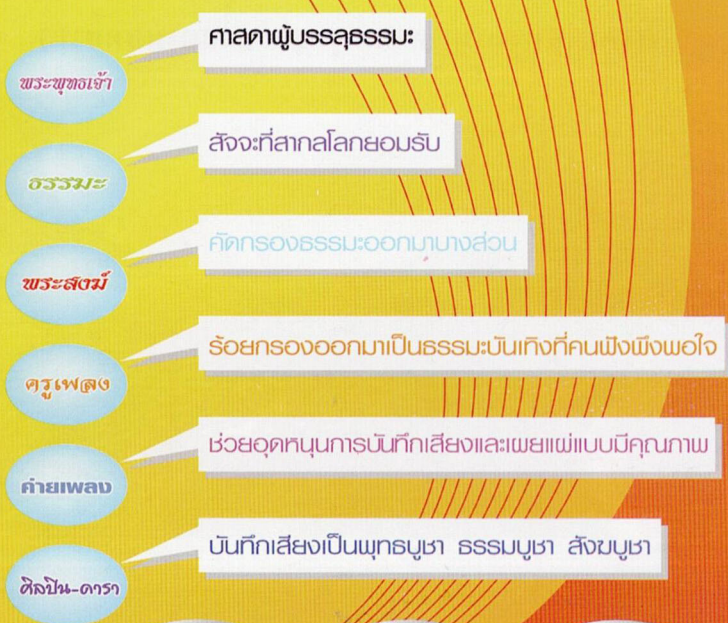 ศาสดาผู้บรรลุธรรมะ
พระพุทธเจ้า
สัจจะที่สากลโลกยอมรับ
ธรรมะ
คัดกรองธรรมะออกมาบางส่วน
พระสงฆ์
ร้อยกรองออกมาเป็นธรรมะบันเทิงที่คนฟังพึงพอใจ
ครูเพลง
ช่วยอุดหนุนการบันทึกเสียงและเผยแผ่แบบมีคุณภาพ
ค่ายเพลง
บันทึกเสียงเป็นพุทธบูชา ธรรมบูชา สังฆบูชา
ศิลปิน-ดารา